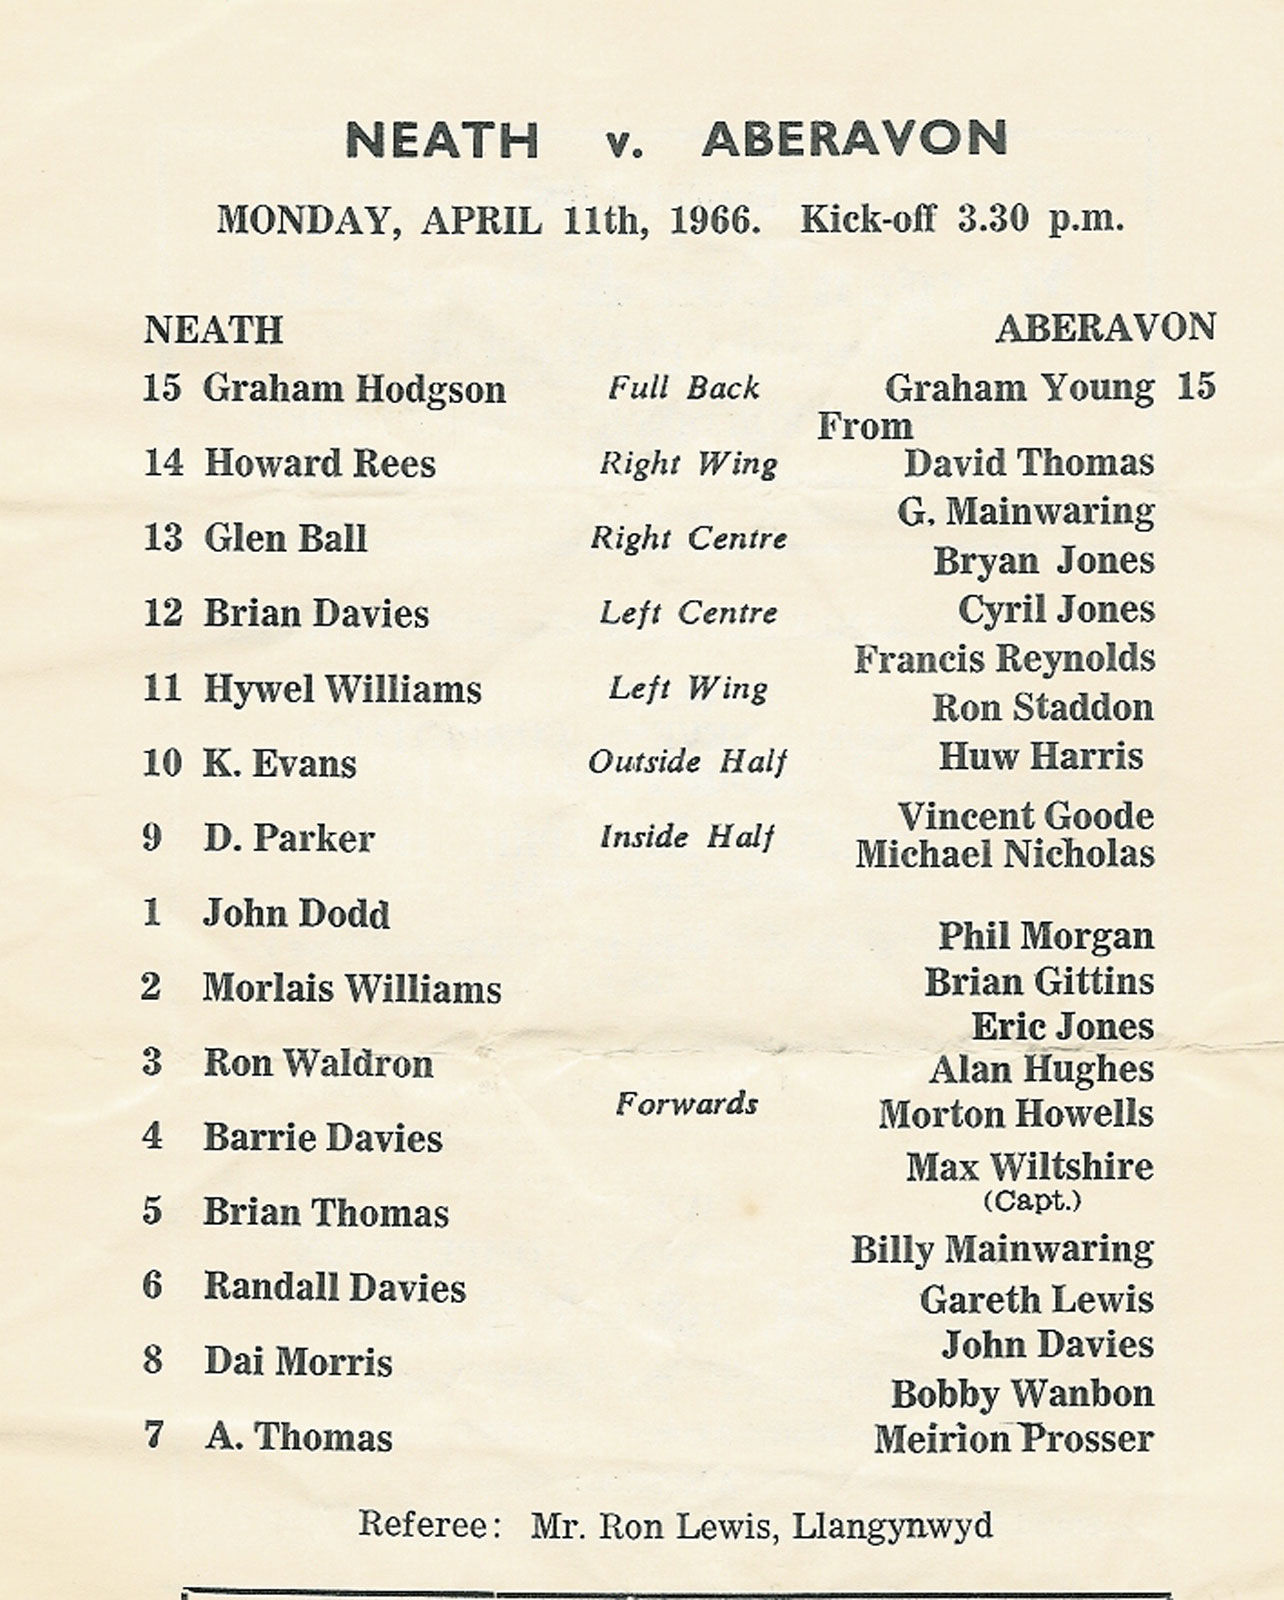 NEATH v. ABERAVON
MONDAY, APRIL 11th, 1966. Kick-off 3.30 p.m.
NEATH ABERAVON
15 Graham Hodgson Full Back Graham Young 15
From
14 Howard Rees Right Wing David Thomas
G. Mainwaring
13 Glen Ball Right Centre
Bryan Jones
12 Brian Davies Left Centre Cyril Jones
Francis Reynolds
11 Hywel Williams Left Wing
Ron Staddon
10 K. Evans Outside Half Huw Harris
Vincent Goode
9 D. Parker Inside Half
Michael Nicholas
1 John Dodd
Phil Morgan
2 Morlais Williams Brian Gittins
Eric Jones
3 Ron Waldron Alan Hughes
Forwards Morton Howells
4 Barrie Davies
Max Wiltshire
(Capt.)
5 Brian Thomas
Billy Mainwaring
6 Randall Davies Gareth Lewis
John Davies
8 Dai Morris
Bobby Wanbon
7 A. Thomas Meirion Prosser
Referee: Mr. Ron Lewis, Llangynwyd